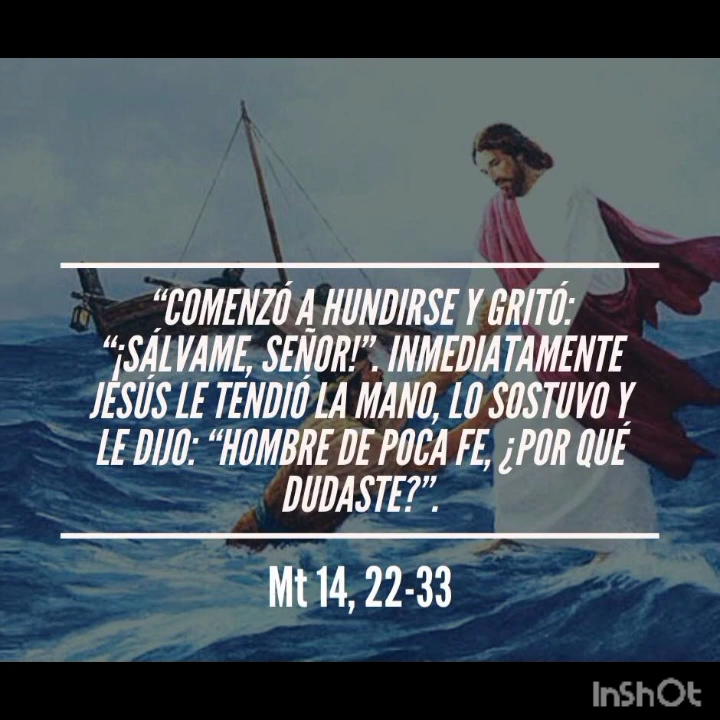 “COMENZÓ A HUNDIRSE Y GRITÓ:
“¡SÁLVAME, SEÑOR!”. INMEDIATAMENTE
JESÚS LE TENDIÓ LA MANO, LO SOSTUVO Y
LE DIJO: “HOMBRE DE POCA FE, ¿POR QUÉ
DUDASTE?”.
Mt 14, 22-33
InShOt